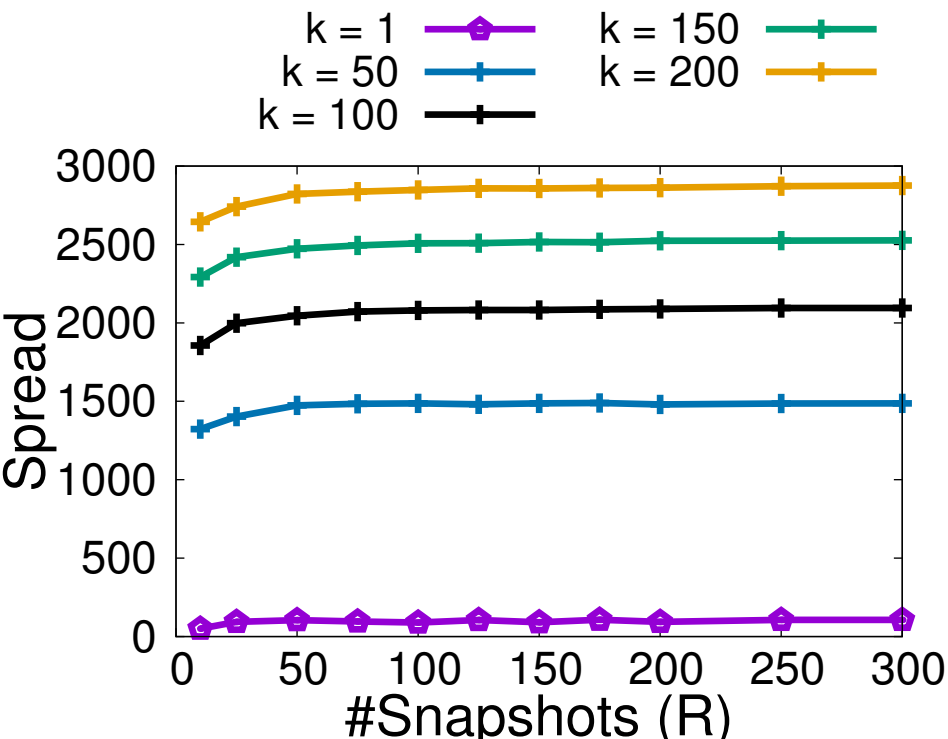 k = 1
k = 50
k = 100
k = 150
k = 200
3000
2500
2000
1500
1000
500
0
Spread
0 50 100 150 200 250 300
#Snapshots (R)